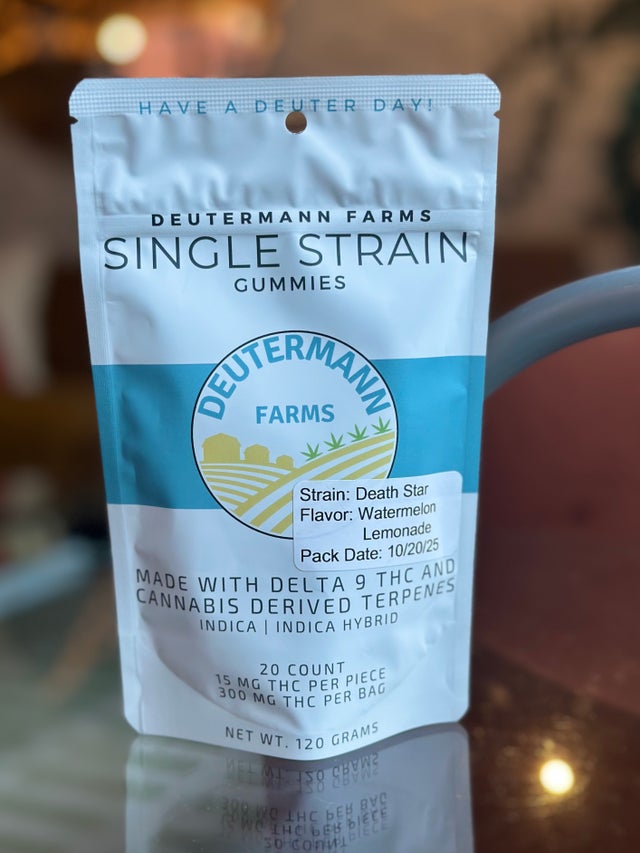 HAVE A DEUTER DAY!
DEUTERMANN FARMS
SINGLE STRAIN
GUMMIES
DEUTERMANN
FARMS
Strain: Death Star
Flavor: Watermelon
Lemonade
Pack Date: 10/20/25
MADE WITH DELTA 9 THC AND
CANNABIS DERIVED TERPENES
INDICA | INDICA HYBRID
20 COUNT
15 MG THC PER PIECE
300 MG THC PER BAG
NET WT. 120 GRAMS